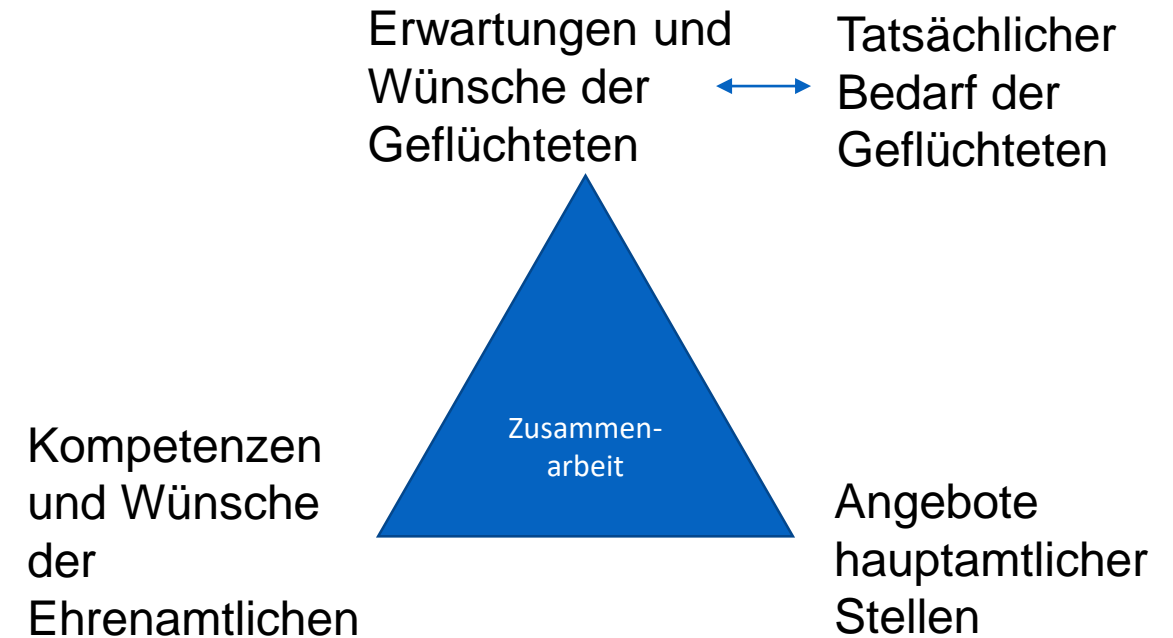 Erwartungen und
Wünsche der
Geflüchteten
Tatsächlicher
Bedarf der
Geflüchteten
Zusammen-
arbeit
Kompetenzen
und Wünsche
der
Ehrenamtlichen
Angebote
hauptamtlicher
Stellen